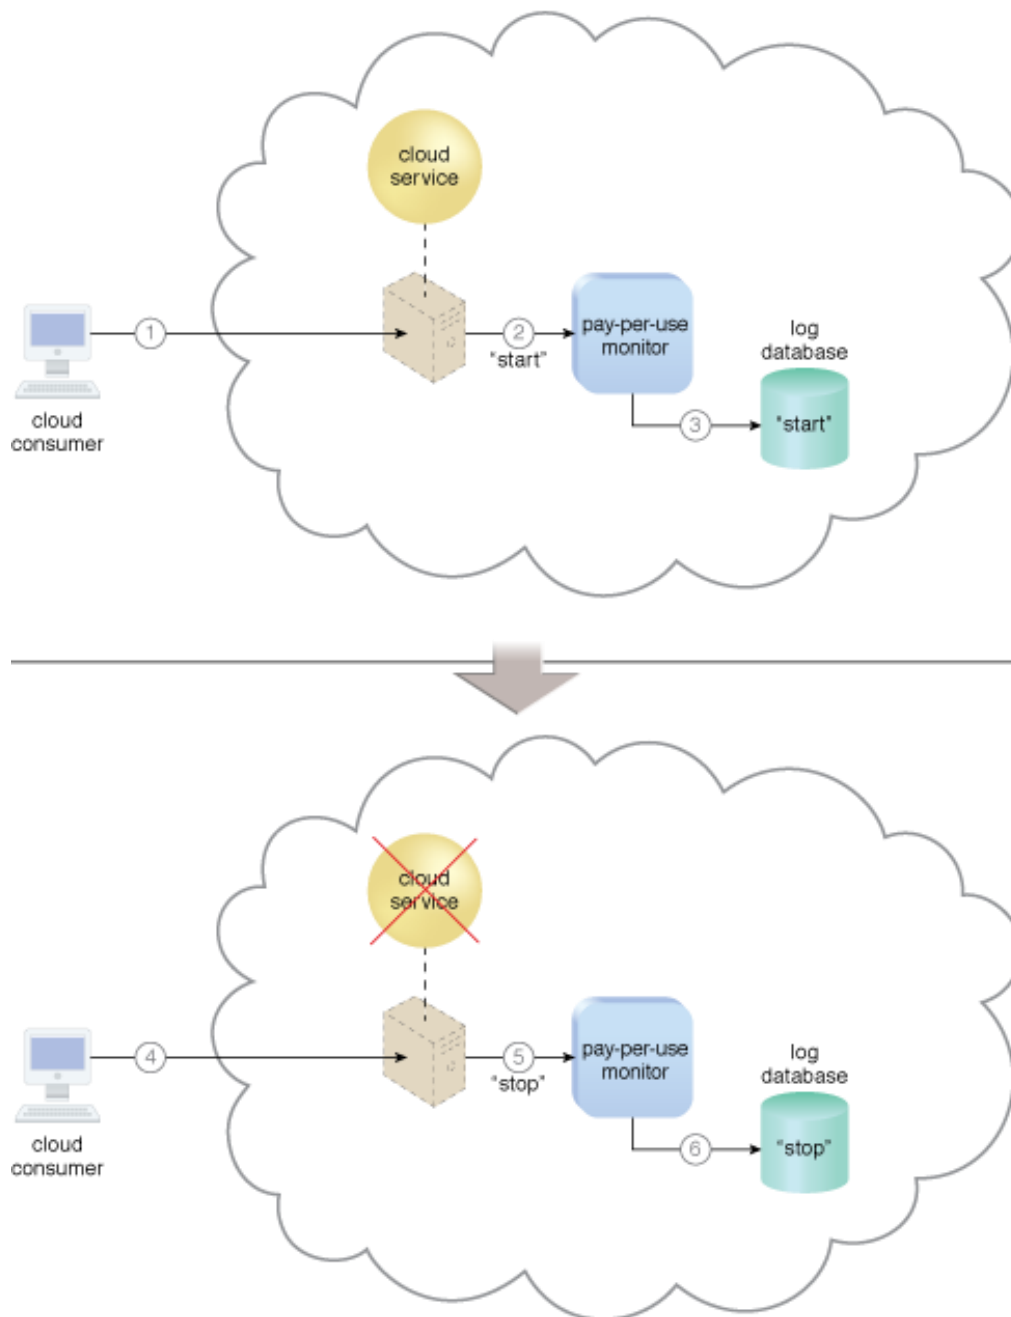 cloud
service
1
2
"start"
pay-per-use
monitor
log
database
3
"start"
cloud
consumer
cloud
service
4
5
"stop"
pay-per-use
monitor
log
database
6
"stop"
cloud
consumer